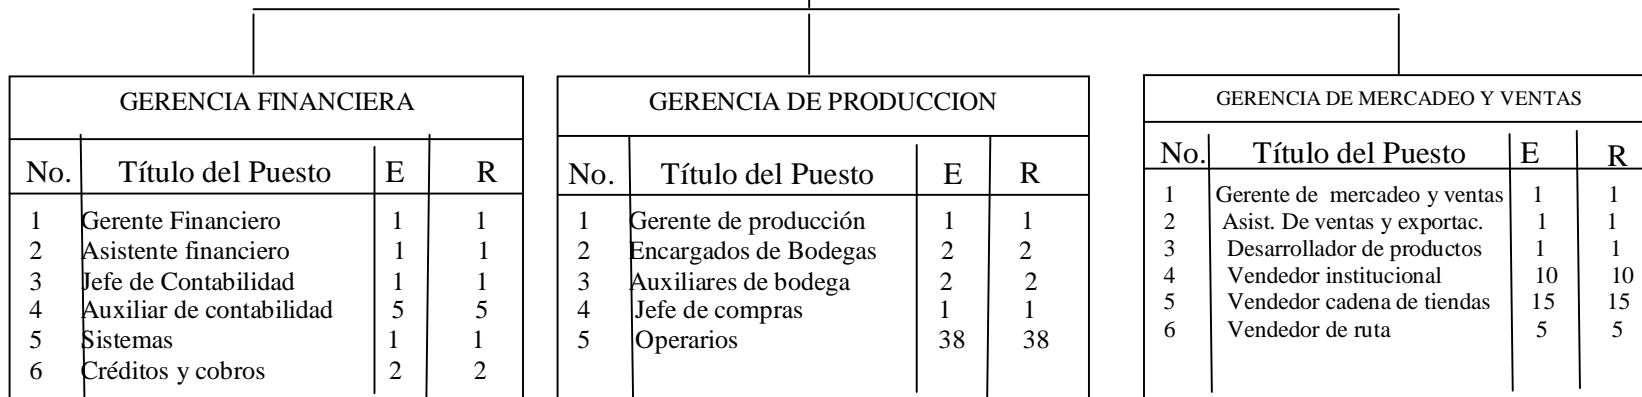 GERENCIA FINANCIERA
No. Título del Puesto E R
1 Gerente Financiero 1 1
2 Asistente financiero 1 1
3 Jefe de Contabilidad 1 1
4 Auxiliar de contabilidad 5 5
5 Sistemas 1 1
6 Créditos y cobros 2 2
GERENCIA DE PRODUCCION
No. Título del Puesto E R
1 Gerente de producción 1 1
2 Encargados de Bodegas 2 2
3 Auxiliares de bodega 2 2
4 Jefe de compras 1 1
5 Operarios 38 38
GERENCIA DE MERCADEO Y VENTAS
No. Título del Puesto E R
1 Gerente de mercadeo y ventas 1 1
2 Asist. De ventas y exportac. 1 1
3 Desarrollador de productos 1 1
4 Vendedor institucional 10 10
5 Vendedor cadena de tiendas 15 15
6 Vendedor de ruta 5 5